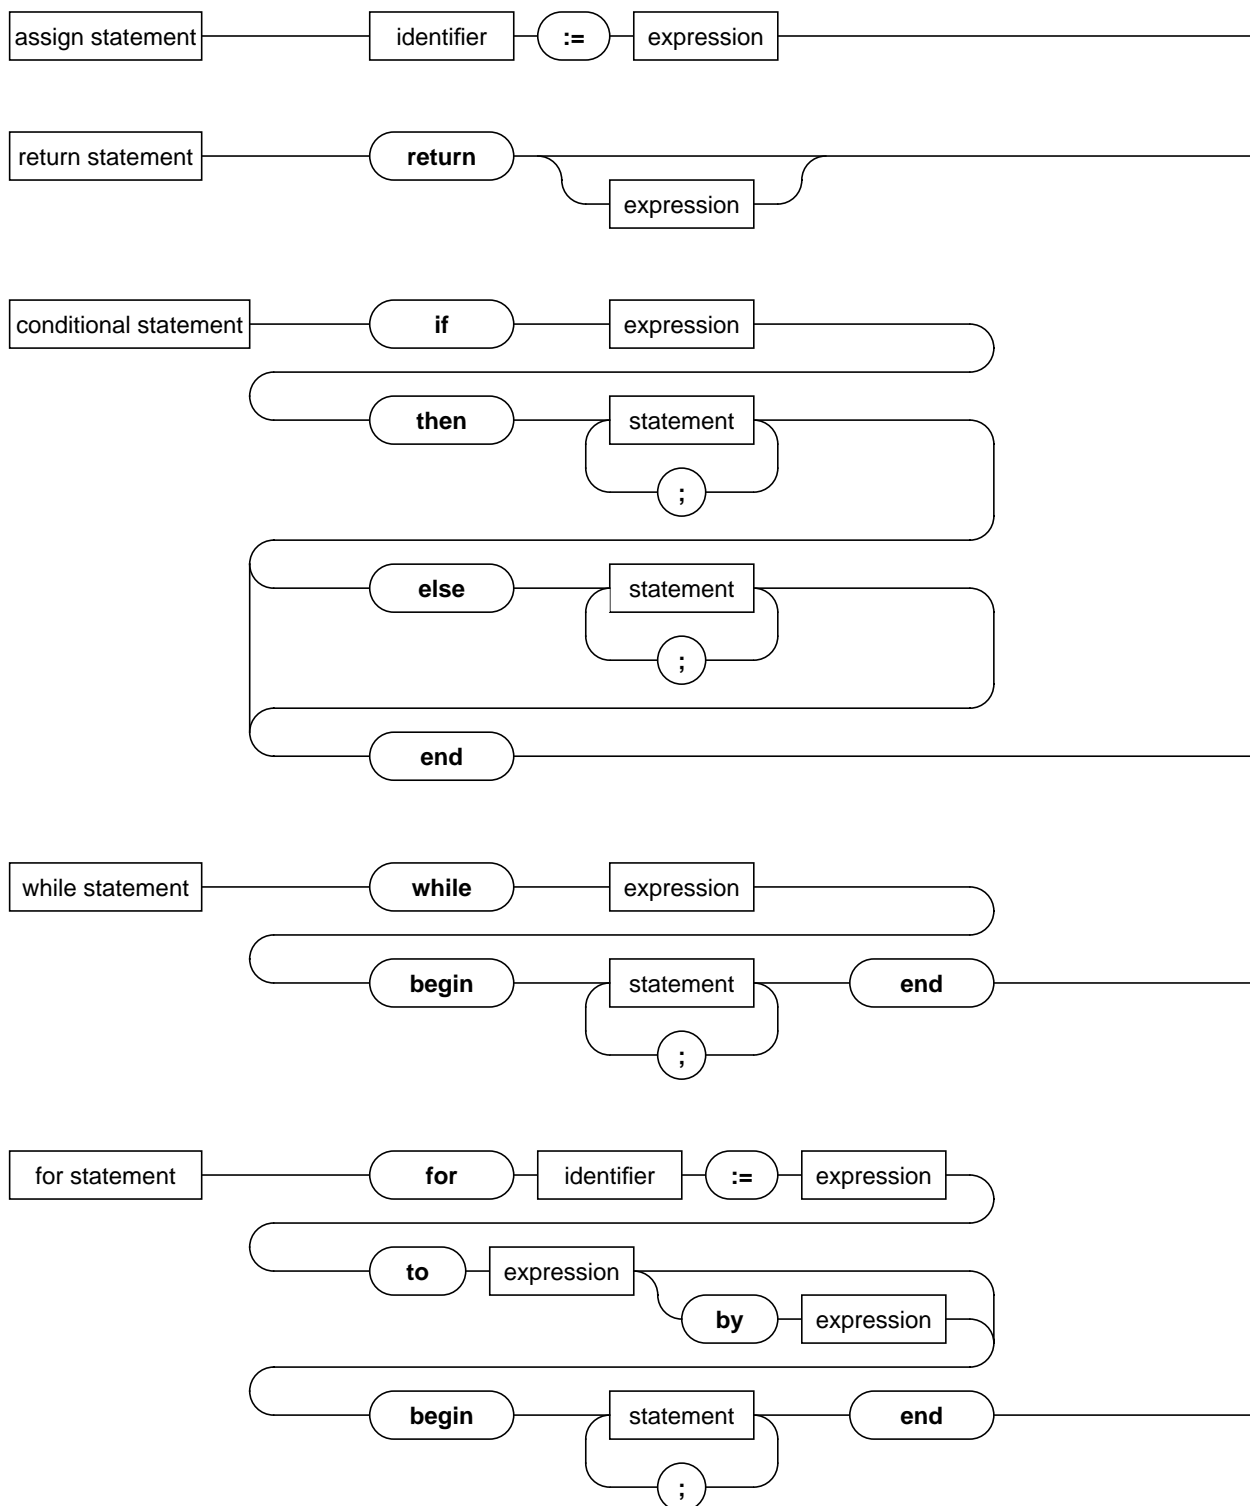 assign statement identifier := expression
return statement return
expression
conditional statement if expression
then statement
;
else statement
;
end
while statement while expression
begin statement end
;
for statement for identifier := expression
to expression
by expression
begin statement end
;